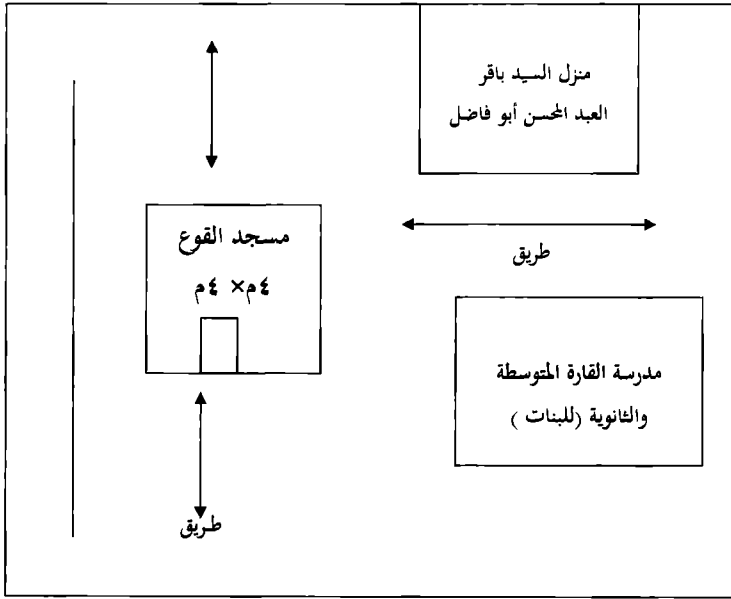 منزل السيد باقر
العبد المحسن أبو فاضل
مسجد القوع
٤م× ٤م
طريق
مدرسة القارة المتوسطة
والثانوية (للبنات )
طريق